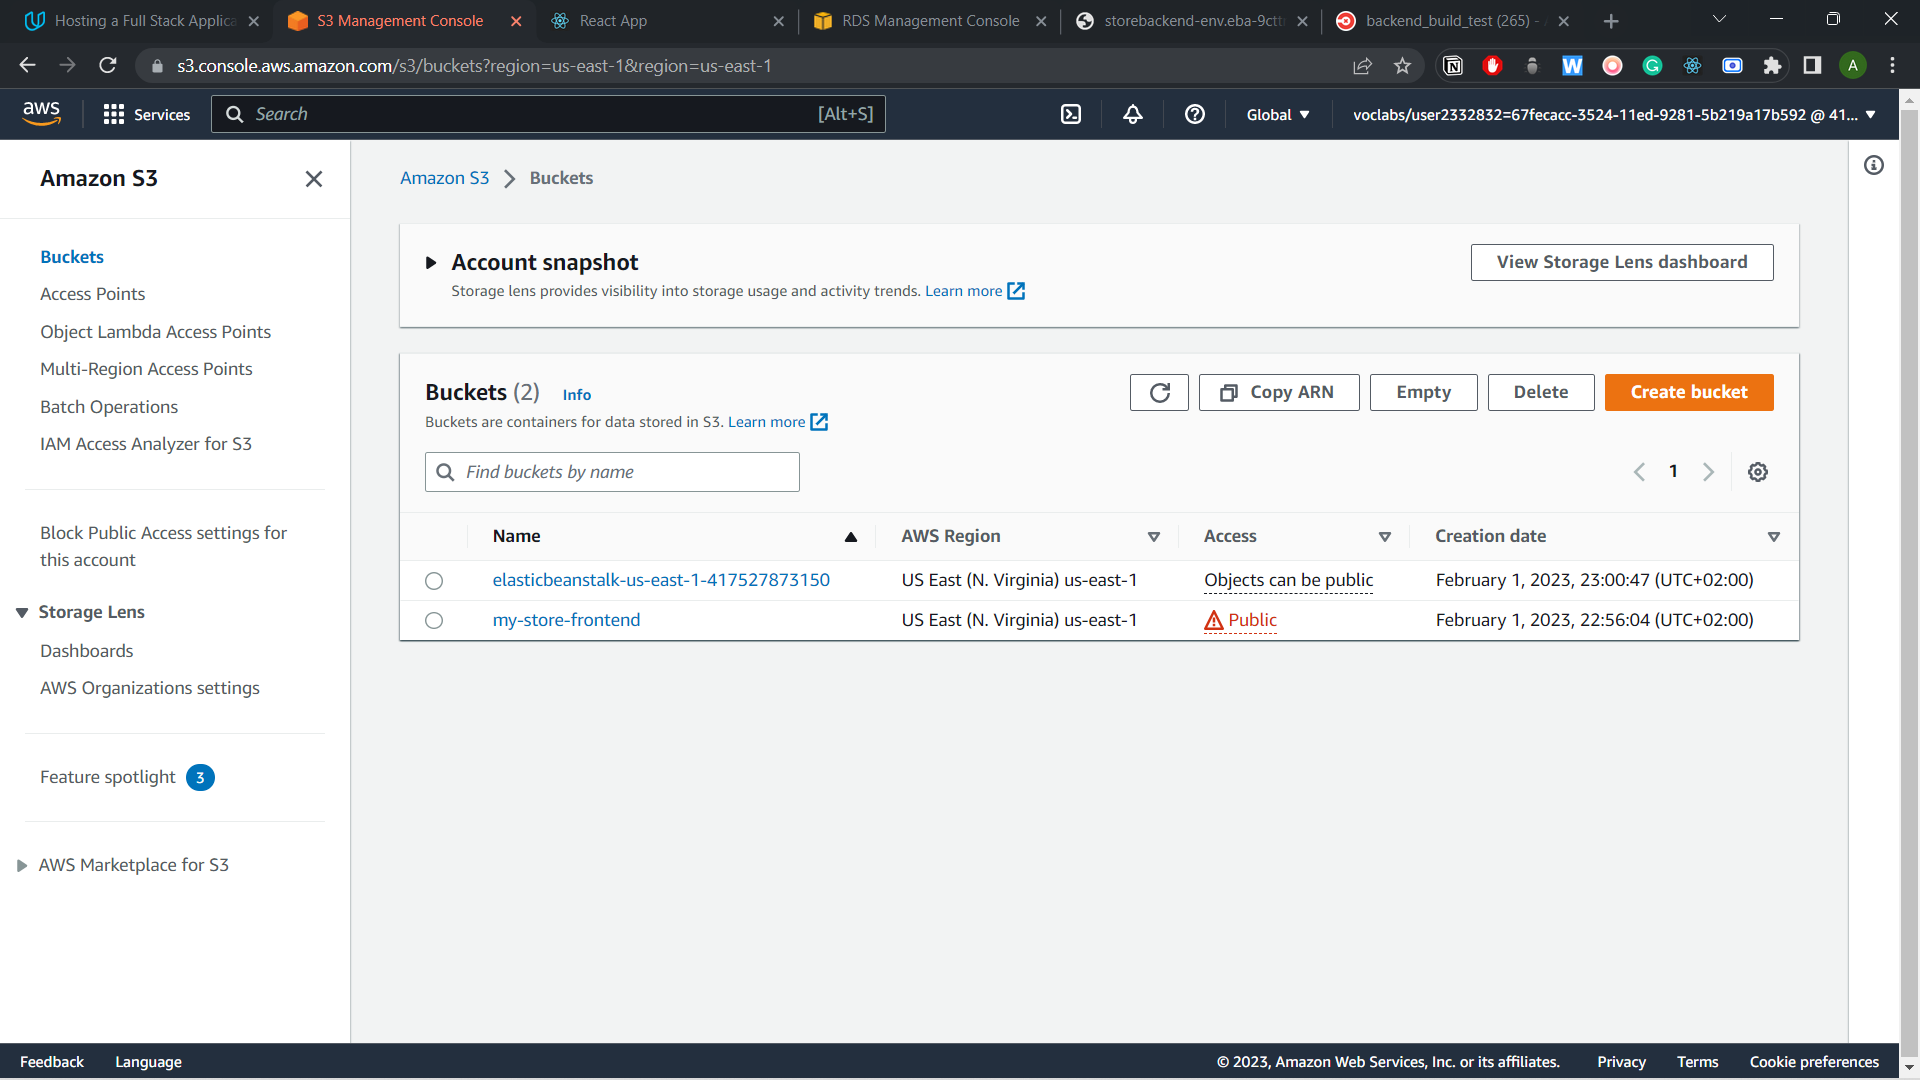 Hosting a Full Stack Applica
S3 Management Console
React App
RDS Management Console
storebackend-env.eba-9cttr
backend_build_test (265) -
s3.console.aws.amazon.com/s3/buckets?region=us-east-1&region=us-east-1
A
aws
Services
Search
[Alt+S]
Global
voclabs/user2332832=67fecacc-3524-11ed-9281-5b219a17b592 @ 41...
Amazon S3
Buckets
Access Points
Object Lambda Access Points
Multi-Region Access Points
Batch Operations
IAM Access Analyzer for S3
Block Public Access settings for
this account
Storage Lens
Dashboards
AWS Organizations settings
Feature spotlight 3
AWS Marketplace for S3
Amazon S3 > Buckets
Account snapshot
Storage lens provides visibility into storage usage and activity trends. Learn more
View Storage Lens dashboard
Buckets (2) Info
Buckets are containers for data stored in S3. Learn more
Copy ARN
Empty
Delete
Create bucket
Find buckets by name
1
Name AWS Region Access Creation date
elasticbeanstalk-us-east-1-417527873150 US East (N. Virginia) us-east-1 Objects can be public February 1, 2023, 23:00:47 (UTC+02:00)
my-store-frontend US East (N. Virginia) us-east-1 Public February 1, 2023, 22:56:04 (UTC+02:00)
Feedback Language © 2023, Amazon Web Services, Inc. or its affiliates. Privacy Terms Cookie preferences